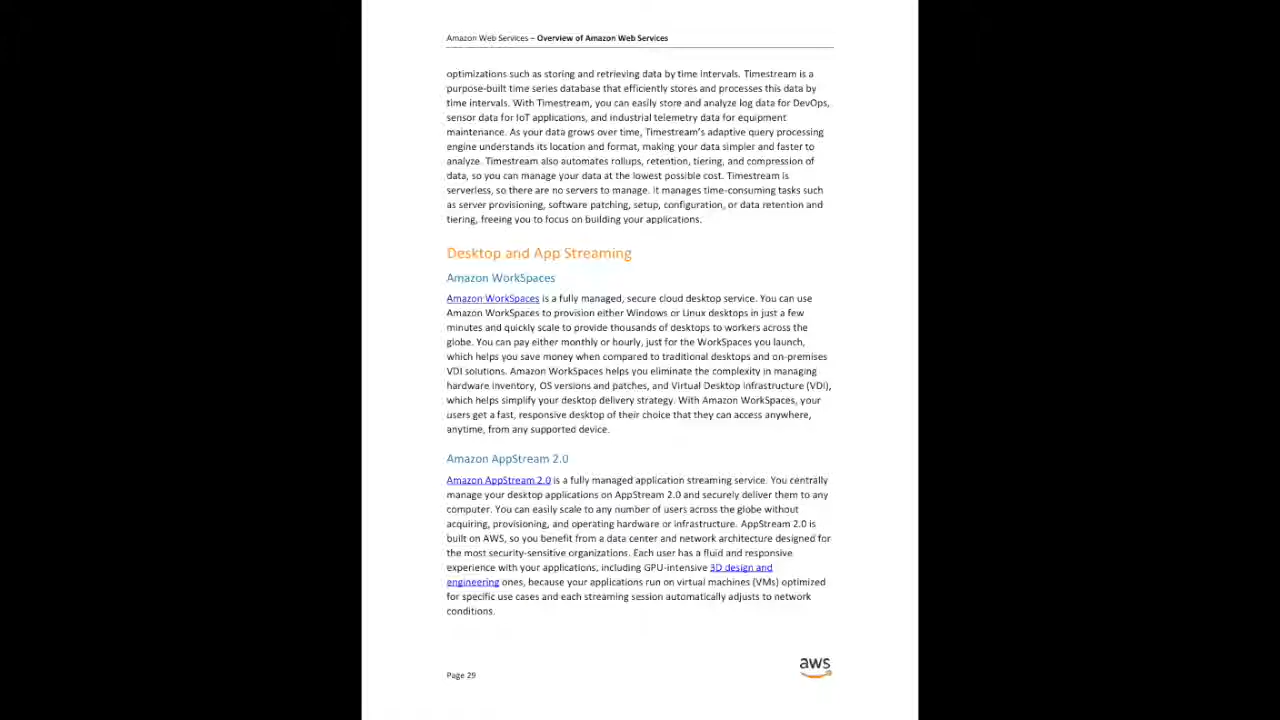 Amazon Web Services – Overview of Amazon Web Services
optimizations such as storing and retrieving data by time intervals. Timestream is a
purpose-built time series database that efficiently stores and processes this data by
time intervals. With Timestream, you can easily store and analyze log data for DevOps,
sensor data for IoT applications, and industrial telemetry data for equipment
maintenance. As your data grows over time, Timestream's adaptive query processing
engine understands its location and format, making your data simpler and faster to
analyze. Timestream also automates rollups, retention, tiering, and compression of
data, so you can manage your data at the lowest possible cost. Timestream is
serverless, so there are no servers to manage. It manages time-consuming tasks such
as server provisioning, software patching, setup, configuration, or data retention and
tiering, freeing you to focus on building your applications.
Desktop and App Streaming
Amazon WorkSpaces
Amazon WorkSpaces is a fully managed, secure cloud desktop service. You can use
Amazon WorkSpaces to provision either Windows or Linux desktops in just a few
minutes and quickly scale to provide thousands of desktops to workers across the
globe. You can pay either monthly or hourly, just for the WorkSpaces you launch,
which helps you save money when compared to traditional desktops and on-premises
VDI solutions. Amazon WorkSpaces helps you eliminate the complexity in managing
hardware inventory, OS versions and patches, and Virtual Desktop Infrastructure (VDI),
which helps simplify your desktop delivery strategy. With Amazon WorkSpaces, your
users get a fast, responsive desktop of their choice that they can access anywhere,
anytime, from any supported device.
Amazon AppStream 2.0
Amazon AppStream 2.0 is a fully managed application streaming service. You centrally
manage your desktop applications on AppStream 2.0 and securely deliver them to any
computer. You can easily scale to any number of users across the globe without
acquiring, provisioning, and operating hardware or infrastructure. AppStream 2.0 is
built on AWS, so you benefit from a data center and network architecture designed for
the most security-sensitive organizations. Each user has a fluid and responsive
experience with your applications, including GPU-intensive 3D design and
engineering ones, because your applications run on virtual machines (VMs) optimized
for specific use cases and each streaming session automatically adjusts to network
conditions.
aws
Page 29